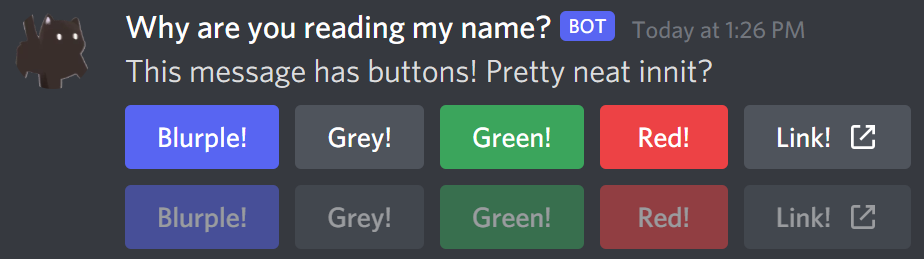 Why are you reading my name? BOT Today at 1:26 PM
This message has buttons! Pretty neat innit?
Blurple! Grey! Green! Red! Link!
Blurple! Grey! Green! Red! Link!